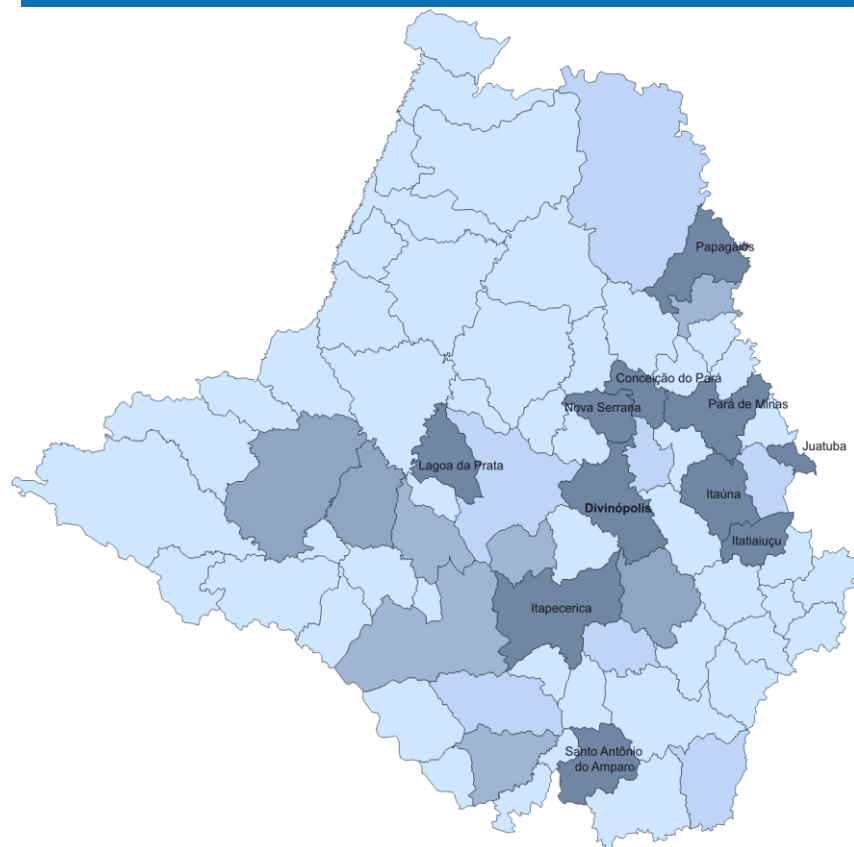 Papagaios
Conceição do Pará
Nova Serrana
Pará de Minas
Juatuba
Lagoa da Prata
Itaúna
Divinópolis
Itatiaiuçu
Itapecerica
Santo Antônio
do Amparo